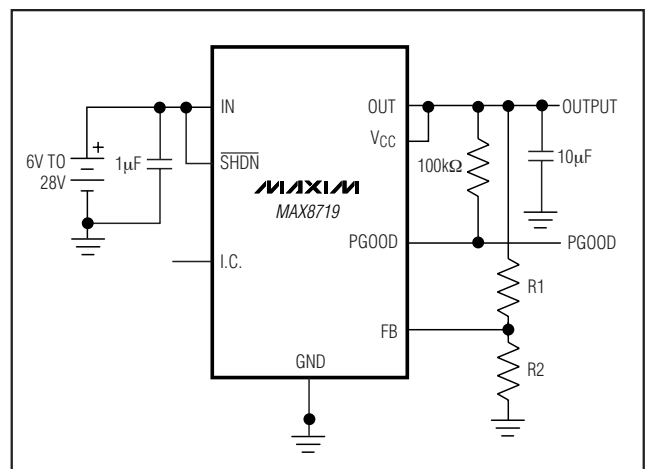 IN
OUT
OUTPUT
VCC
+
6V TO
28V
1µF
SHDN
100kΩ
10µF
MAXIM
MAX8719
PGOOD
PGOOD
I.C.
R1
FB
GND
R2